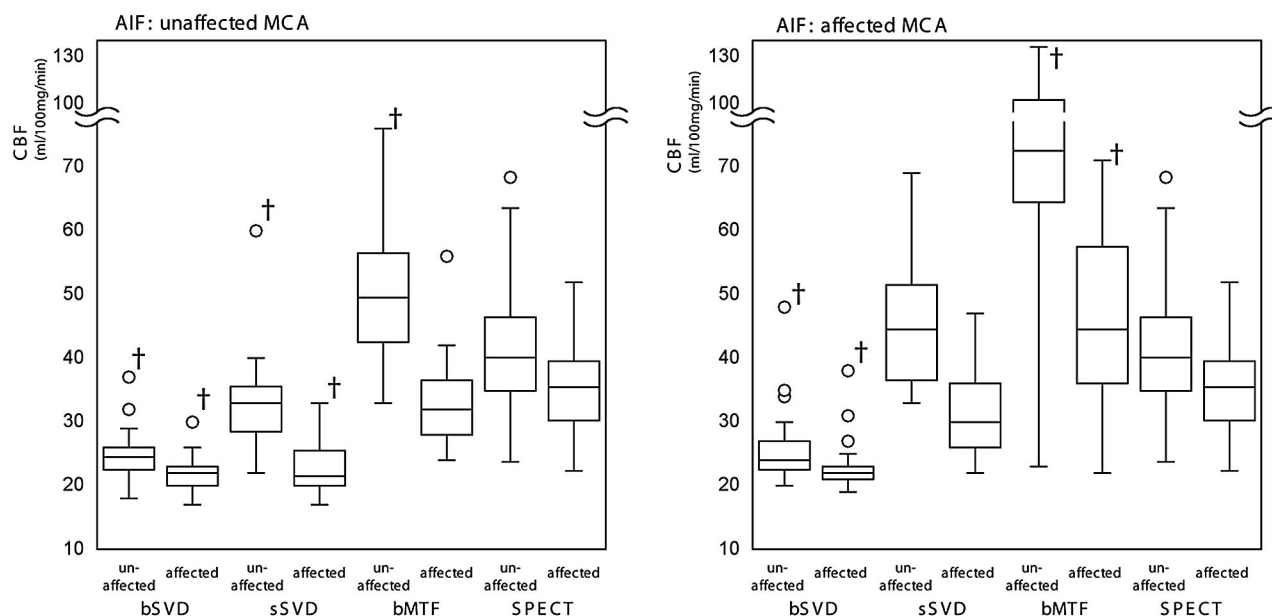 AIF: unaffected MCA
CBF
(ml/100mg/min)
130
100
70
60
50
40
30
20
10
†
†
†
†
†
un-
affected
affected
un-
affected
affected
un-
affected
affected
un-
affected
affected
bSVD
sSVD
bMTF
SPECT
AIF: affected MCA
CBF
(ml/100mg/min)
130
100
70
60
50
40
30
20
10
†
†
†
†
un-
affected
affected
un-
affected
affected
un-
affected
affected
un-
affected
affected
bSVD
sSVD
bMTF
SPECT